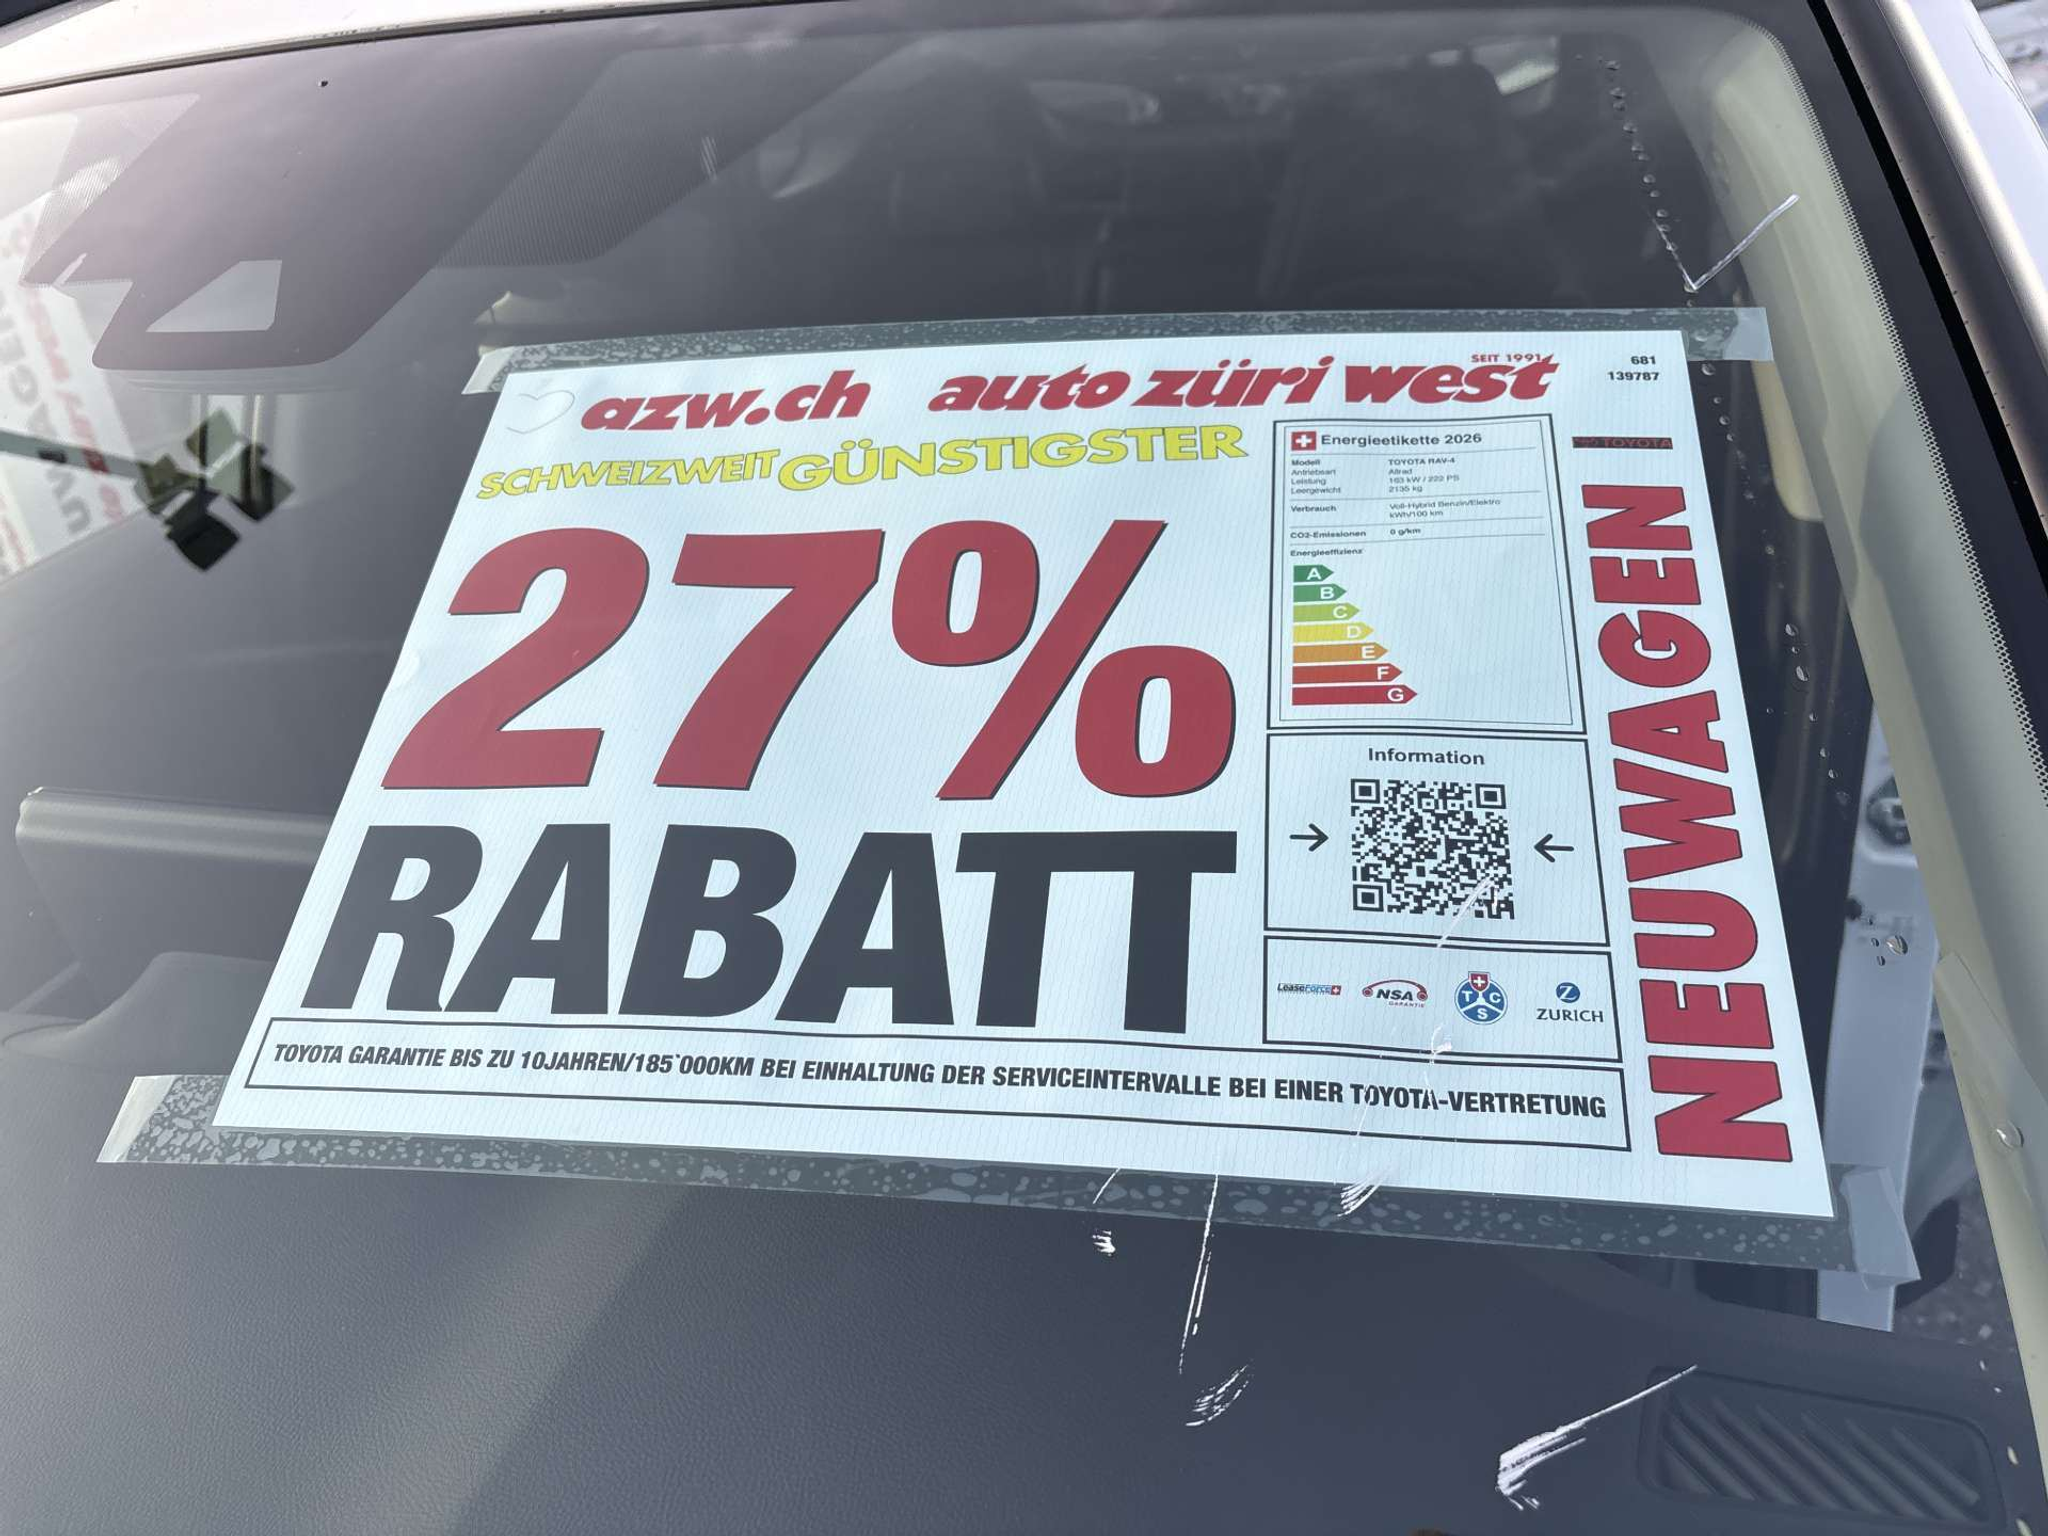 azw.ch auto züri west
SEIT 1991
681
139787
SCHWEIZWEIT GÜNSTIGSTER
27%
RABATT
Energieetikette 2026
Modell TOYOTA RAV-4
Antriebsart Allrad
Leistung 163 kW / 222 PS
Leergewicht 2135 kg
Verbrauch Voll-Hybrid Benzin/Elektro
kWh/100 km
CO2-Emissionen 0 g/km
Energieeffizienz
A
B
C
D
E
F
G
Information
LeaseForce
NSA
GARANTIE
TCS
Z
ZURICH
TOYOTA
NEUWAGEN
TOYOTA GARANTIE BIS ZU 10JAHREN/185`000KM BEI EINHALTUNG DER SERVICEINTERVALLE BEI EINER TOYOTA-VERTRETUNG